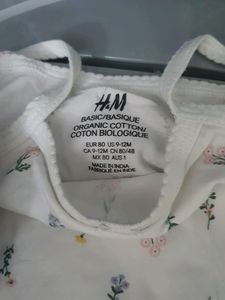 H&M
BASIC/BASIQUE
ORGANIC COTTON/
COTON BIOLOGIQUE
EUR 80 US 9-12M
CA 9-12M CN 80/48
MX 80 AUS 1
MADE IN INDIA
FABRIQUÉ EN INDE